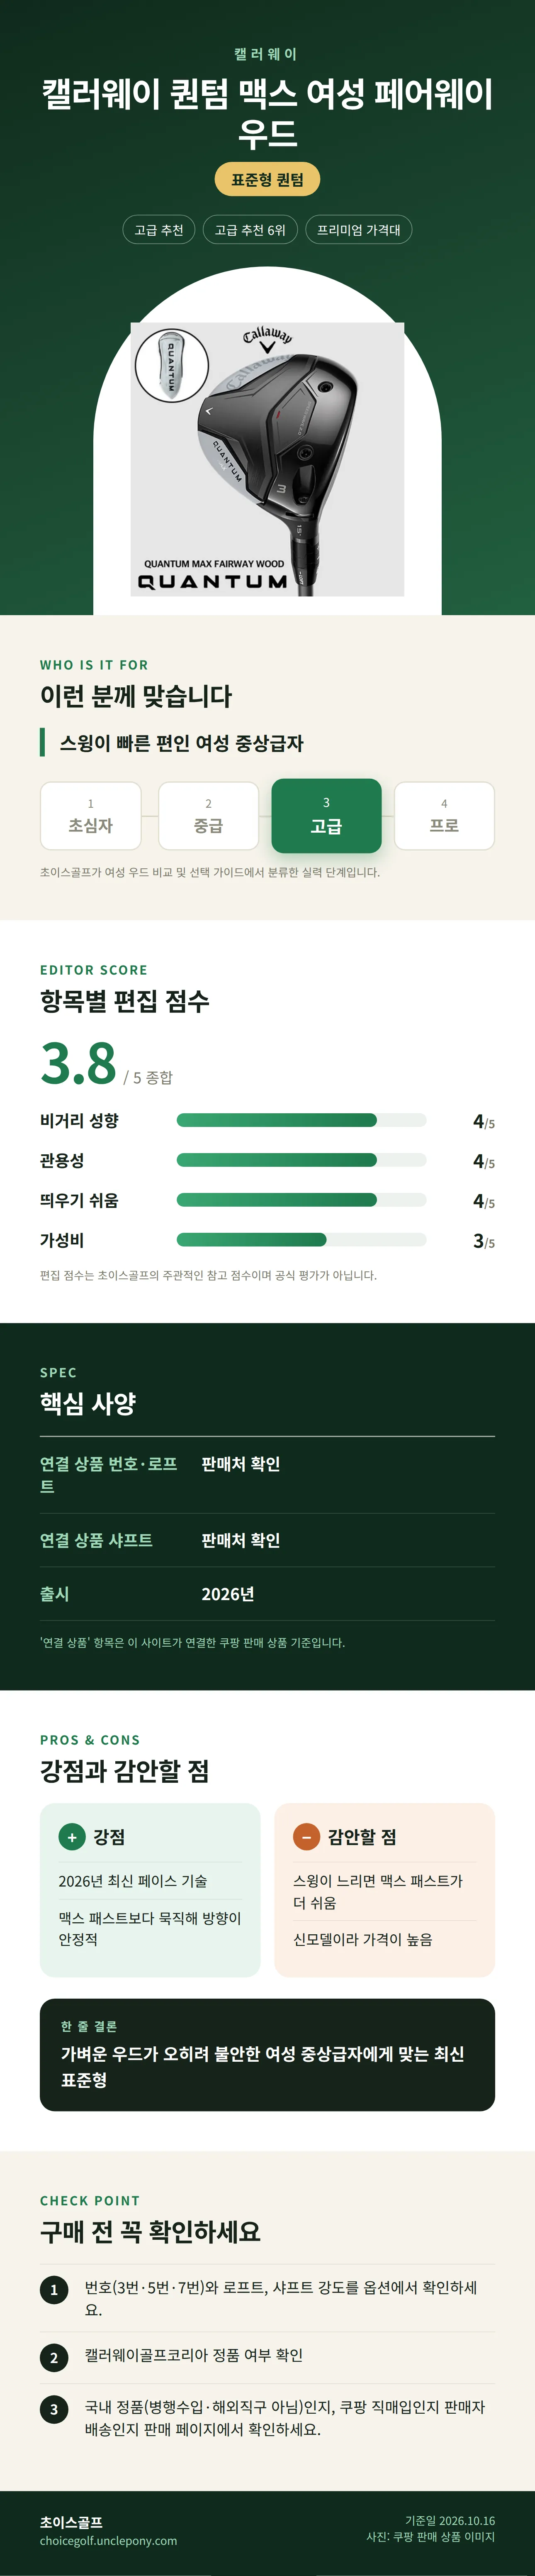 캘러웨이
캘러웨이 퀀텀 맥스 여성 페어웨이
우드
표준형 퀀텀
고급 추천
고급 추천 6위
프리미엄 가격대
Callaway
QUANTUM
Callaway
QUANTUM
3
15°
QUANTUM MAX FAIRWAY WOOD
QUANTUM
WHO IS IT FOR
이런 분께 맞습니다
스윙이 빠른 편인 여성 중상급자
1
초심자
2
중급
3
고급
4
프로
초이스골프가 여성 우드 비교 및 선택 가이드에서 분류한 실력 단계입니다.
EDITOR SCORE
항목별 편집 점수
3.8 / 5 종합
비거리 성향 4/5
관용성 4/5
띄우기 쉬움 4/5
가성비 3/5
편집 점수는 초이스골프의 주관적인 참고 점수이며 공식 평가가 아닙니다.
SPEC
핵심 사양
연결 상품 번호·로프
트
판매처 확인
연결 상품 샤프트 판매처 확인
출시 2026년
'연결 상품' 항목은 이 사이트가 연결한 쿠팡 판매 상품 기준입니다.
PROS & CONS
강점과 감안할 점
+ 강점
2026년 최신 페이스 기술
맥스 패스트보다 묵직해 방향이
안정적
− 감안할 점
스윙이 느리면 맥스 패스트가
더 쉬움
신모델이라 가격이 높음
한 줄 결론
가벼운 우드가 오히려 불안한 여성 중상급자에게 맞는 최신
표준형
CHECK POINT
구매 전 꼭 확인하세요
1 번호(3번·5번·7번)와 로프트, 샤프트 강도를 옵션에서 확인하세
요.
2 캘러웨이골프코리아 정품 여부 확인
3 국내 정품(병행수입·해외직구 아님)인지, 쿠팡 직매입인지 판매자
배송인지 판매 페이지에서 확인하세요.
초이스골프
choicegolf.unclepony.com
기준일 2026.10.16
사진: 쿠팡 판매 상품 이미지